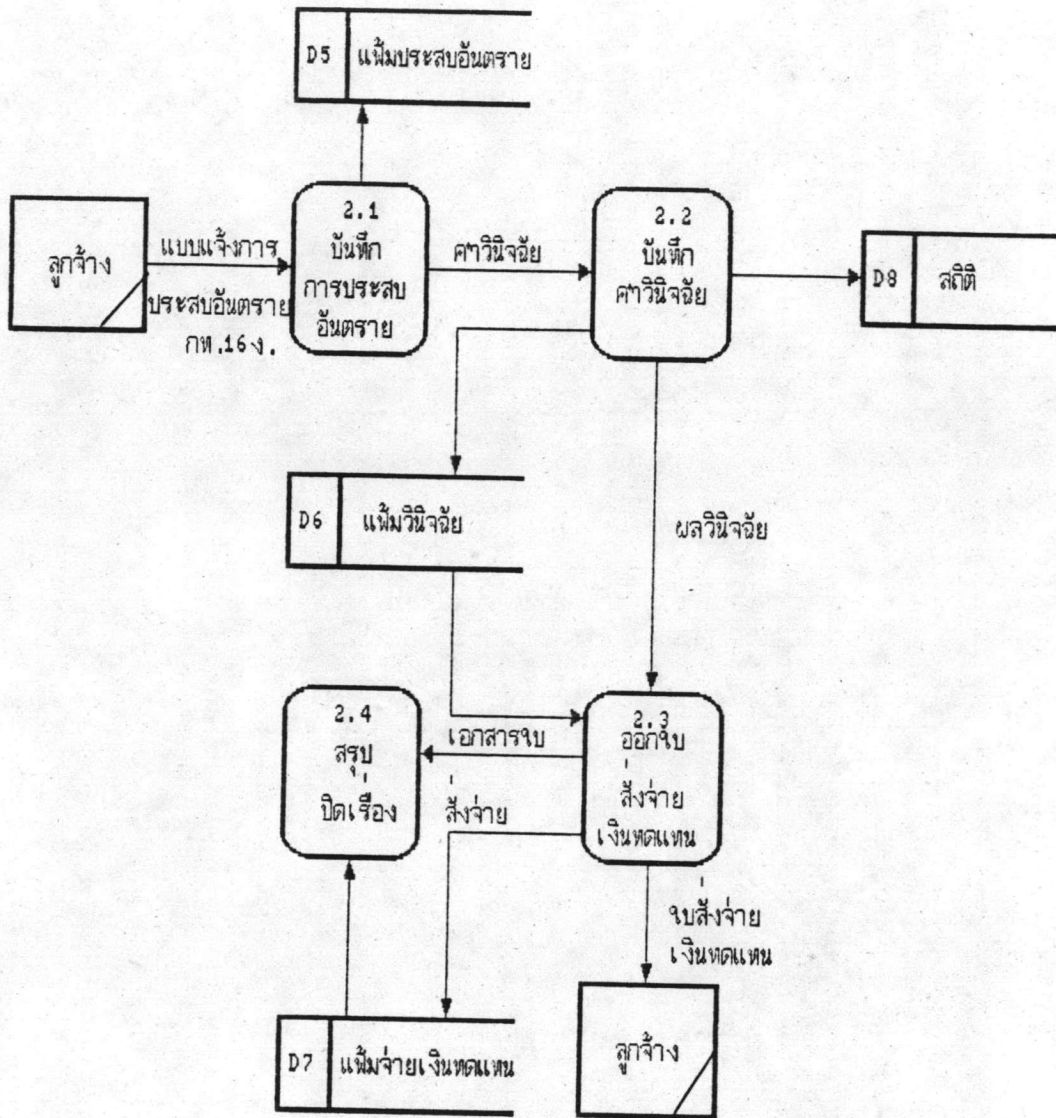 D5 แฟ้มประสบอันตราย
ลูกจ้าง
แบบแจ้งการ
ประสบอันตราย
กท.16ง.
2.1
บันทึก
การประสบ
อันตราย
คำวินิจฉัย
2.2
บันทึก
คำวินิจฉัย
D8 สถิติ
D6 แฟ้มวินิจฉัย
ผลวินิจฉัย
2.4
สรุป
ปิดเรื่อง
เอกสารใบ
สั่งจ่าย
2.3
ออกใบ
สั่งจ่าย
เงินทดแทน
ใบสั่งจ่าย
เงินทดแทน
D7 แฟ้มจ่ายเงินทดแทน
ลูกจ้าง